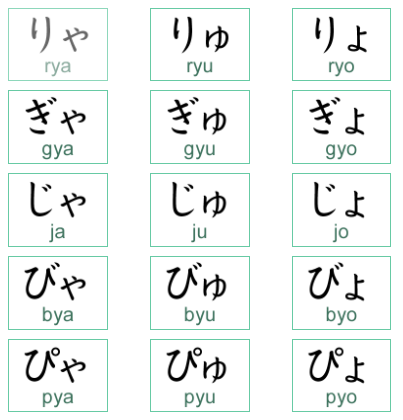 りゃ りゅ りょ
rya ryu ryo
ぎゃ ぎゅ ぎょ
gya gyu gyo
じゃ じゅ じょ
ja ju jo
びゃ びゅ びょ
bya byu byo
ぴゃ ぴゅ ぴょ
pya pyu pyo